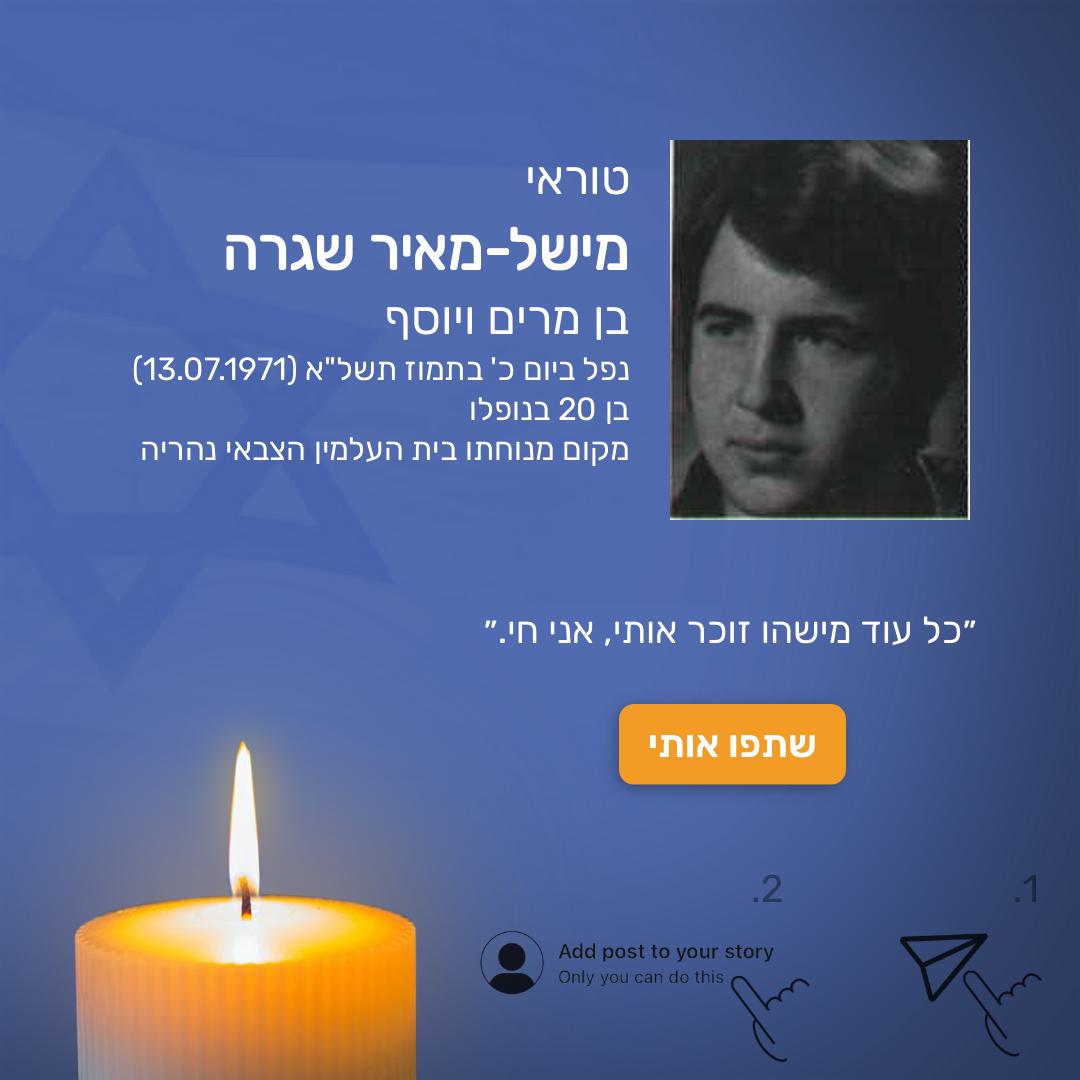 טוראי
מישל-מאיר שגרה
בן מרים ויוסף
נפל ביום כ' בתמוז תשל"א (13.07.1971)
בן 20 בנופלו
מקום מנוחתו בית העלמין הצבאי נהריה
״כל עוד מישהו זוכר אותי, אני חי.״
שתפו אותי
1.
2.
Add post to your story
Only you can do this